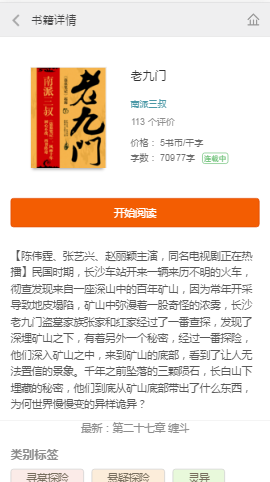 书籍详情
老九门
南派三叔
老九门
南派三叔
113 个评价
价格： 5书币/千字
字数： 70977字 连载中
开始阅读
【陈伟霆、张艺兴、赵丽颖主演，同名电视剧正在热
播】民国时期，长沙车站开来一辆来历不明的火车，
彻查发现来自一座深山中的百年矿山，因为常年开采
导致地皮塌陷，矿山中弥漫着一股奇怪的浓雾，长沙
老九门盗墓家族张家和红家经过了一番查探，发现了
深埋矿山之下，有着另外一个秘密，经过一番探险，
他们深入矿山之中，来到矿山的底部，看到了让人无
法置信的景象。千年之前坠落的三颗陨石，长白山下
埋藏的秘密，他们到底从矿山底部带出了什么东西，
为何世界慢慢变的异样诡异？
最新：第二十七章 缠斗
类别标签
寻墓探险
悬疑探险
灵异